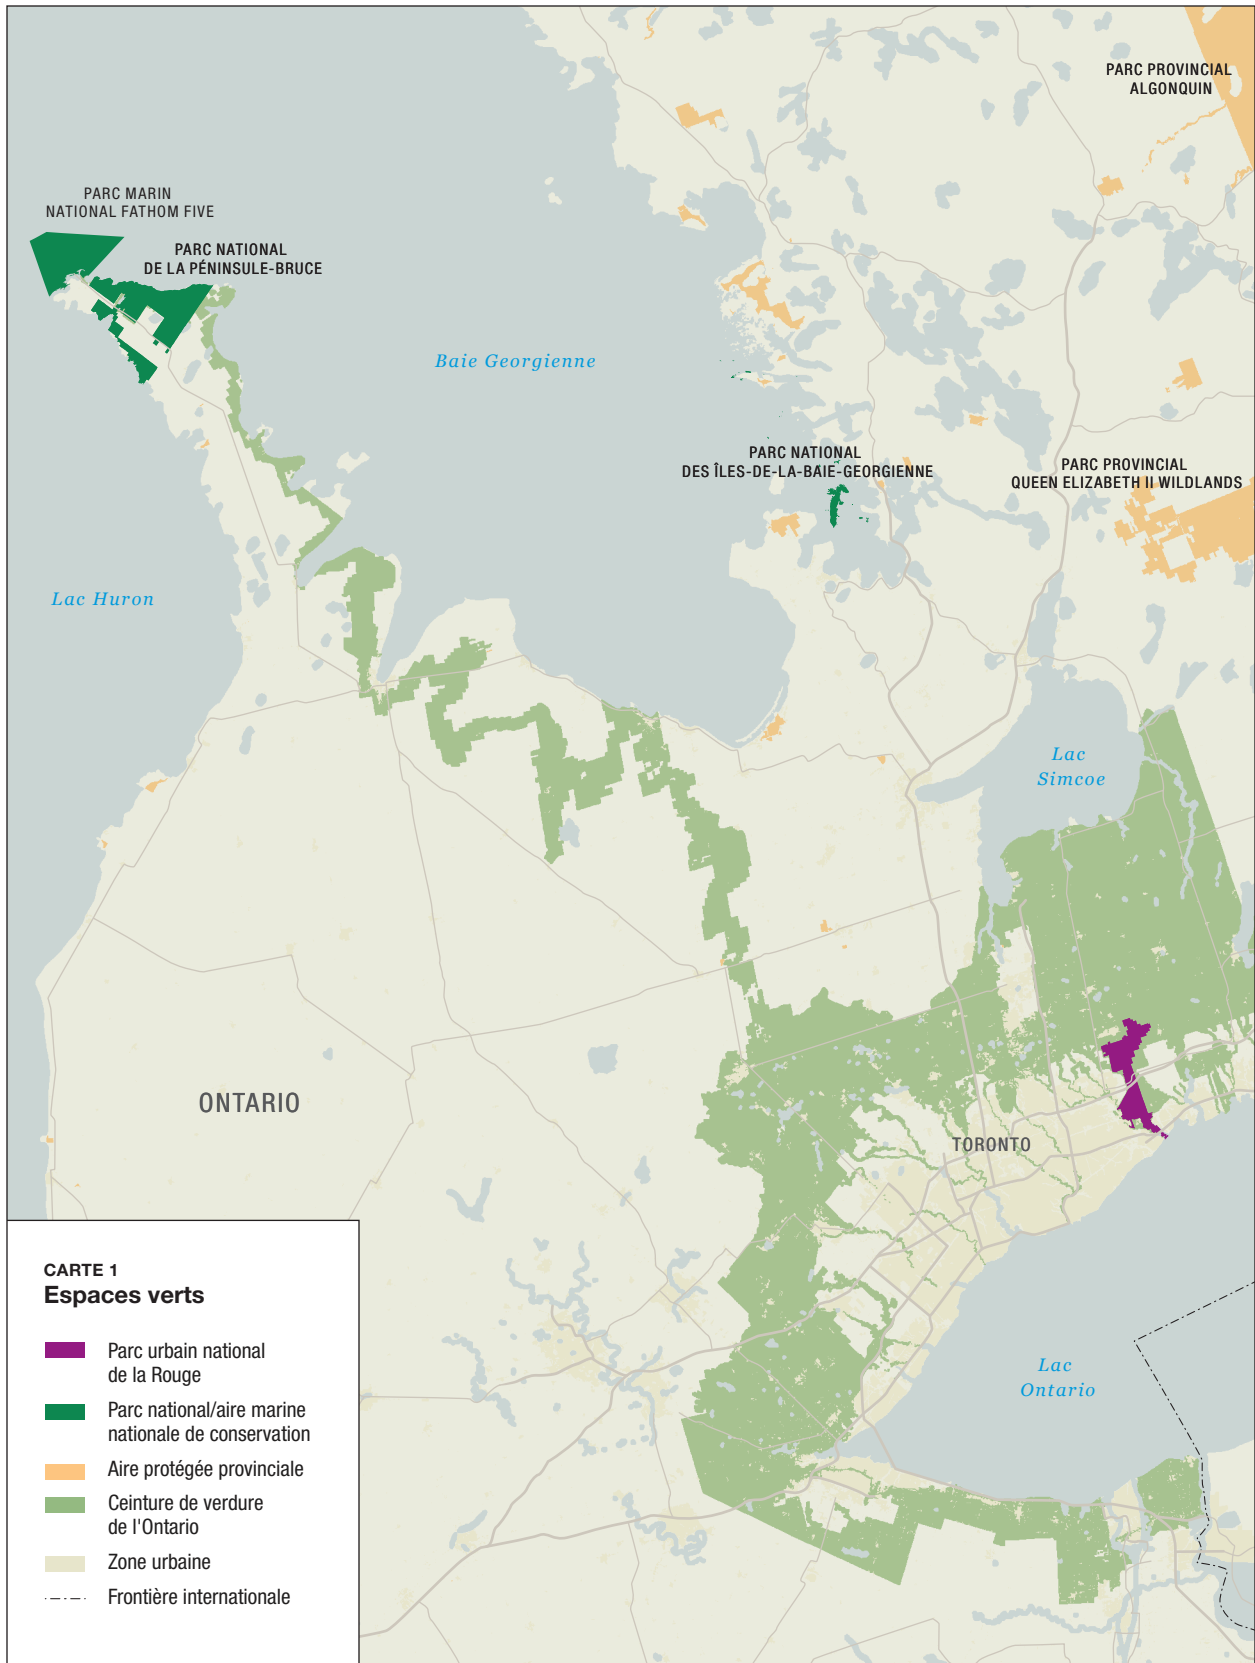 PARC PROVINCIAL
ALGONQUIN
PARC MARIN
NATIONAL FATHOM FIVE
PARC NATIONAL
DE LA PÉNINSULE-BRUCE
Baie Georgienne
PARC NATIONAL
DES ÎLES-DE-LA-BAIE-GEORGIENNE
PARC PROVINCIAL
QUEEN ELIZABETH II WILDLANDS
Lac Huron
Lac
Simcoe
ONTARIO
TORONTO
Lac
Ontario
CARTE 1
Espaces verts
Parc urbain national
de la Rouge
Parc national/aire marine
nationale de conservation
Aire protégée provinciale
Ceinture de verdure
de l'Ontario
Zone urbaine
Frontière internationale